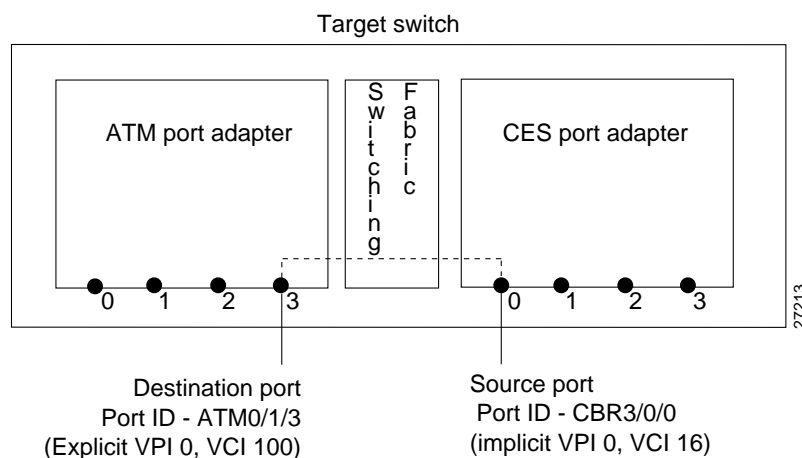 Target switch
ATM port adapter
Switching
Fabric
CES port adapter
0 1 2 3
0 1 2 3
27213
Destination port
Port ID - ATM0/1/3
(Explicit VPI 0, VCI 100)
Source port
Port ID - CBR3/0/0
(implicit VPI 0, VCI 16)